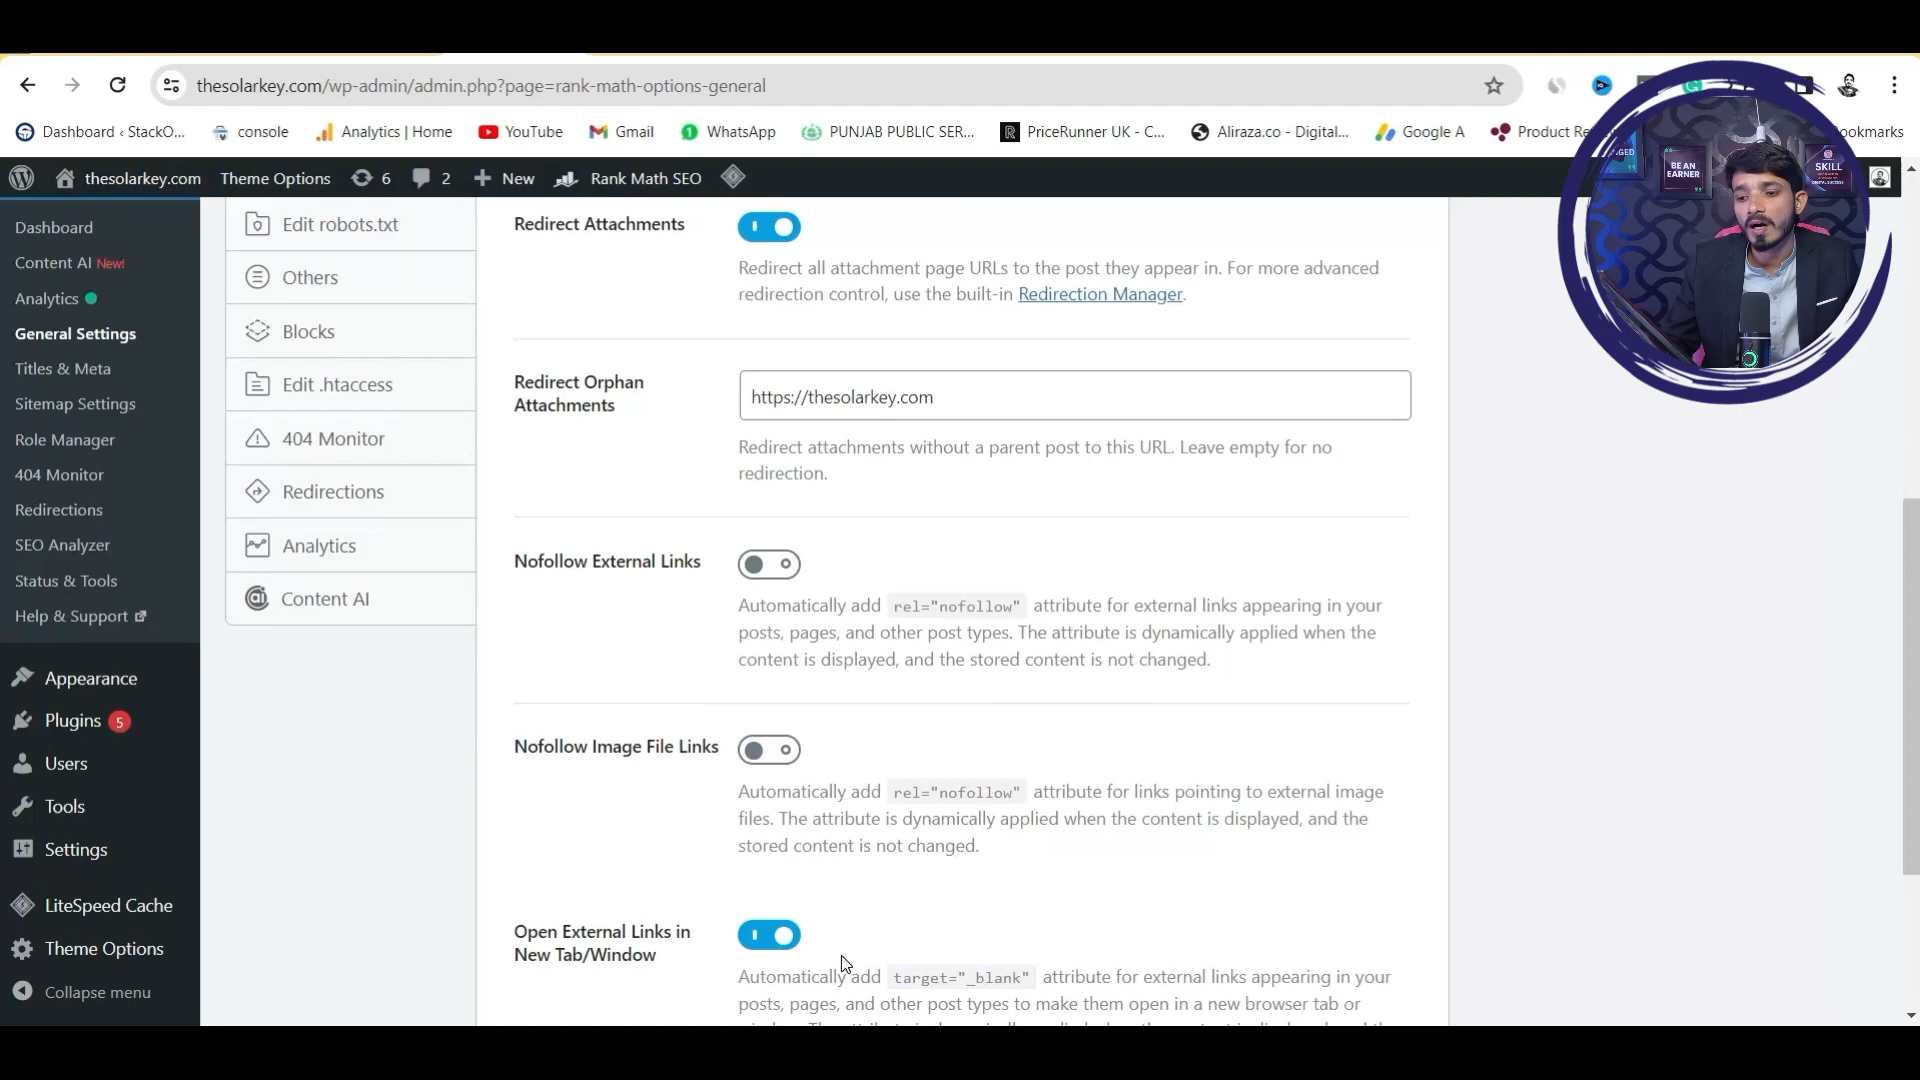 thesolarkey.com/wp-admin/admin.php?page=rank-math-options-general
Dashboard ‹ StackO...
console
Analytics | Home
YouTube
Gmail
WhatsApp
PUNJAB PUBLIC SER...
PriceRunner UK - C...
Aliraza.co - Digital...
Google A
Product Re
ookmarks
BE AN
EARNER
SKILL
thesolarkey.com
Theme Options
6
2
New
Rank Math SEO
Dashboard
Content AI New!
Analytics
General Settings
Titles & Meta
Sitemap Settings
Role Manager
404 Monitor
Redirections
SEO Analyzer
Status & Tools
Help & Support
Appearance
Plugins 5
Users
Tools
Settings
LiteSpeed Cache
Theme Options
Collapse menu
Edit robots.txt
Others
Blocks
Edit .htaccess
404 Monitor
Redirections
Analytics
Content AI
Redirect Attachments
Redirect all attachment page URLs to the post they appear in. For more advanced
redirection control, use the built-in Redirection Manager.
Redirect Orphan
Attachments
https://thesolarkey.com
Redirect attachments without a parent post to this URL. Leave empty for no
redirection.
Nofollow External Links
Automatically add rel="nofollow" attribute for external links appearing in your
posts, pages, and other post types. The attribute is dynamically applied when the
content is displayed, and the stored content is not changed.
Nofollow Image File Links
Automatically add rel="nofollow" attribute for links pointing to external image
files. The attribute is dynamically applied when the content is displayed, and the
stored content is not changed.
Open External Links in
New Tab/Window
Automatically add target="_blank" attribute for external links appearing in your
posts, pages, and other post types to make them open in a new browser tab or